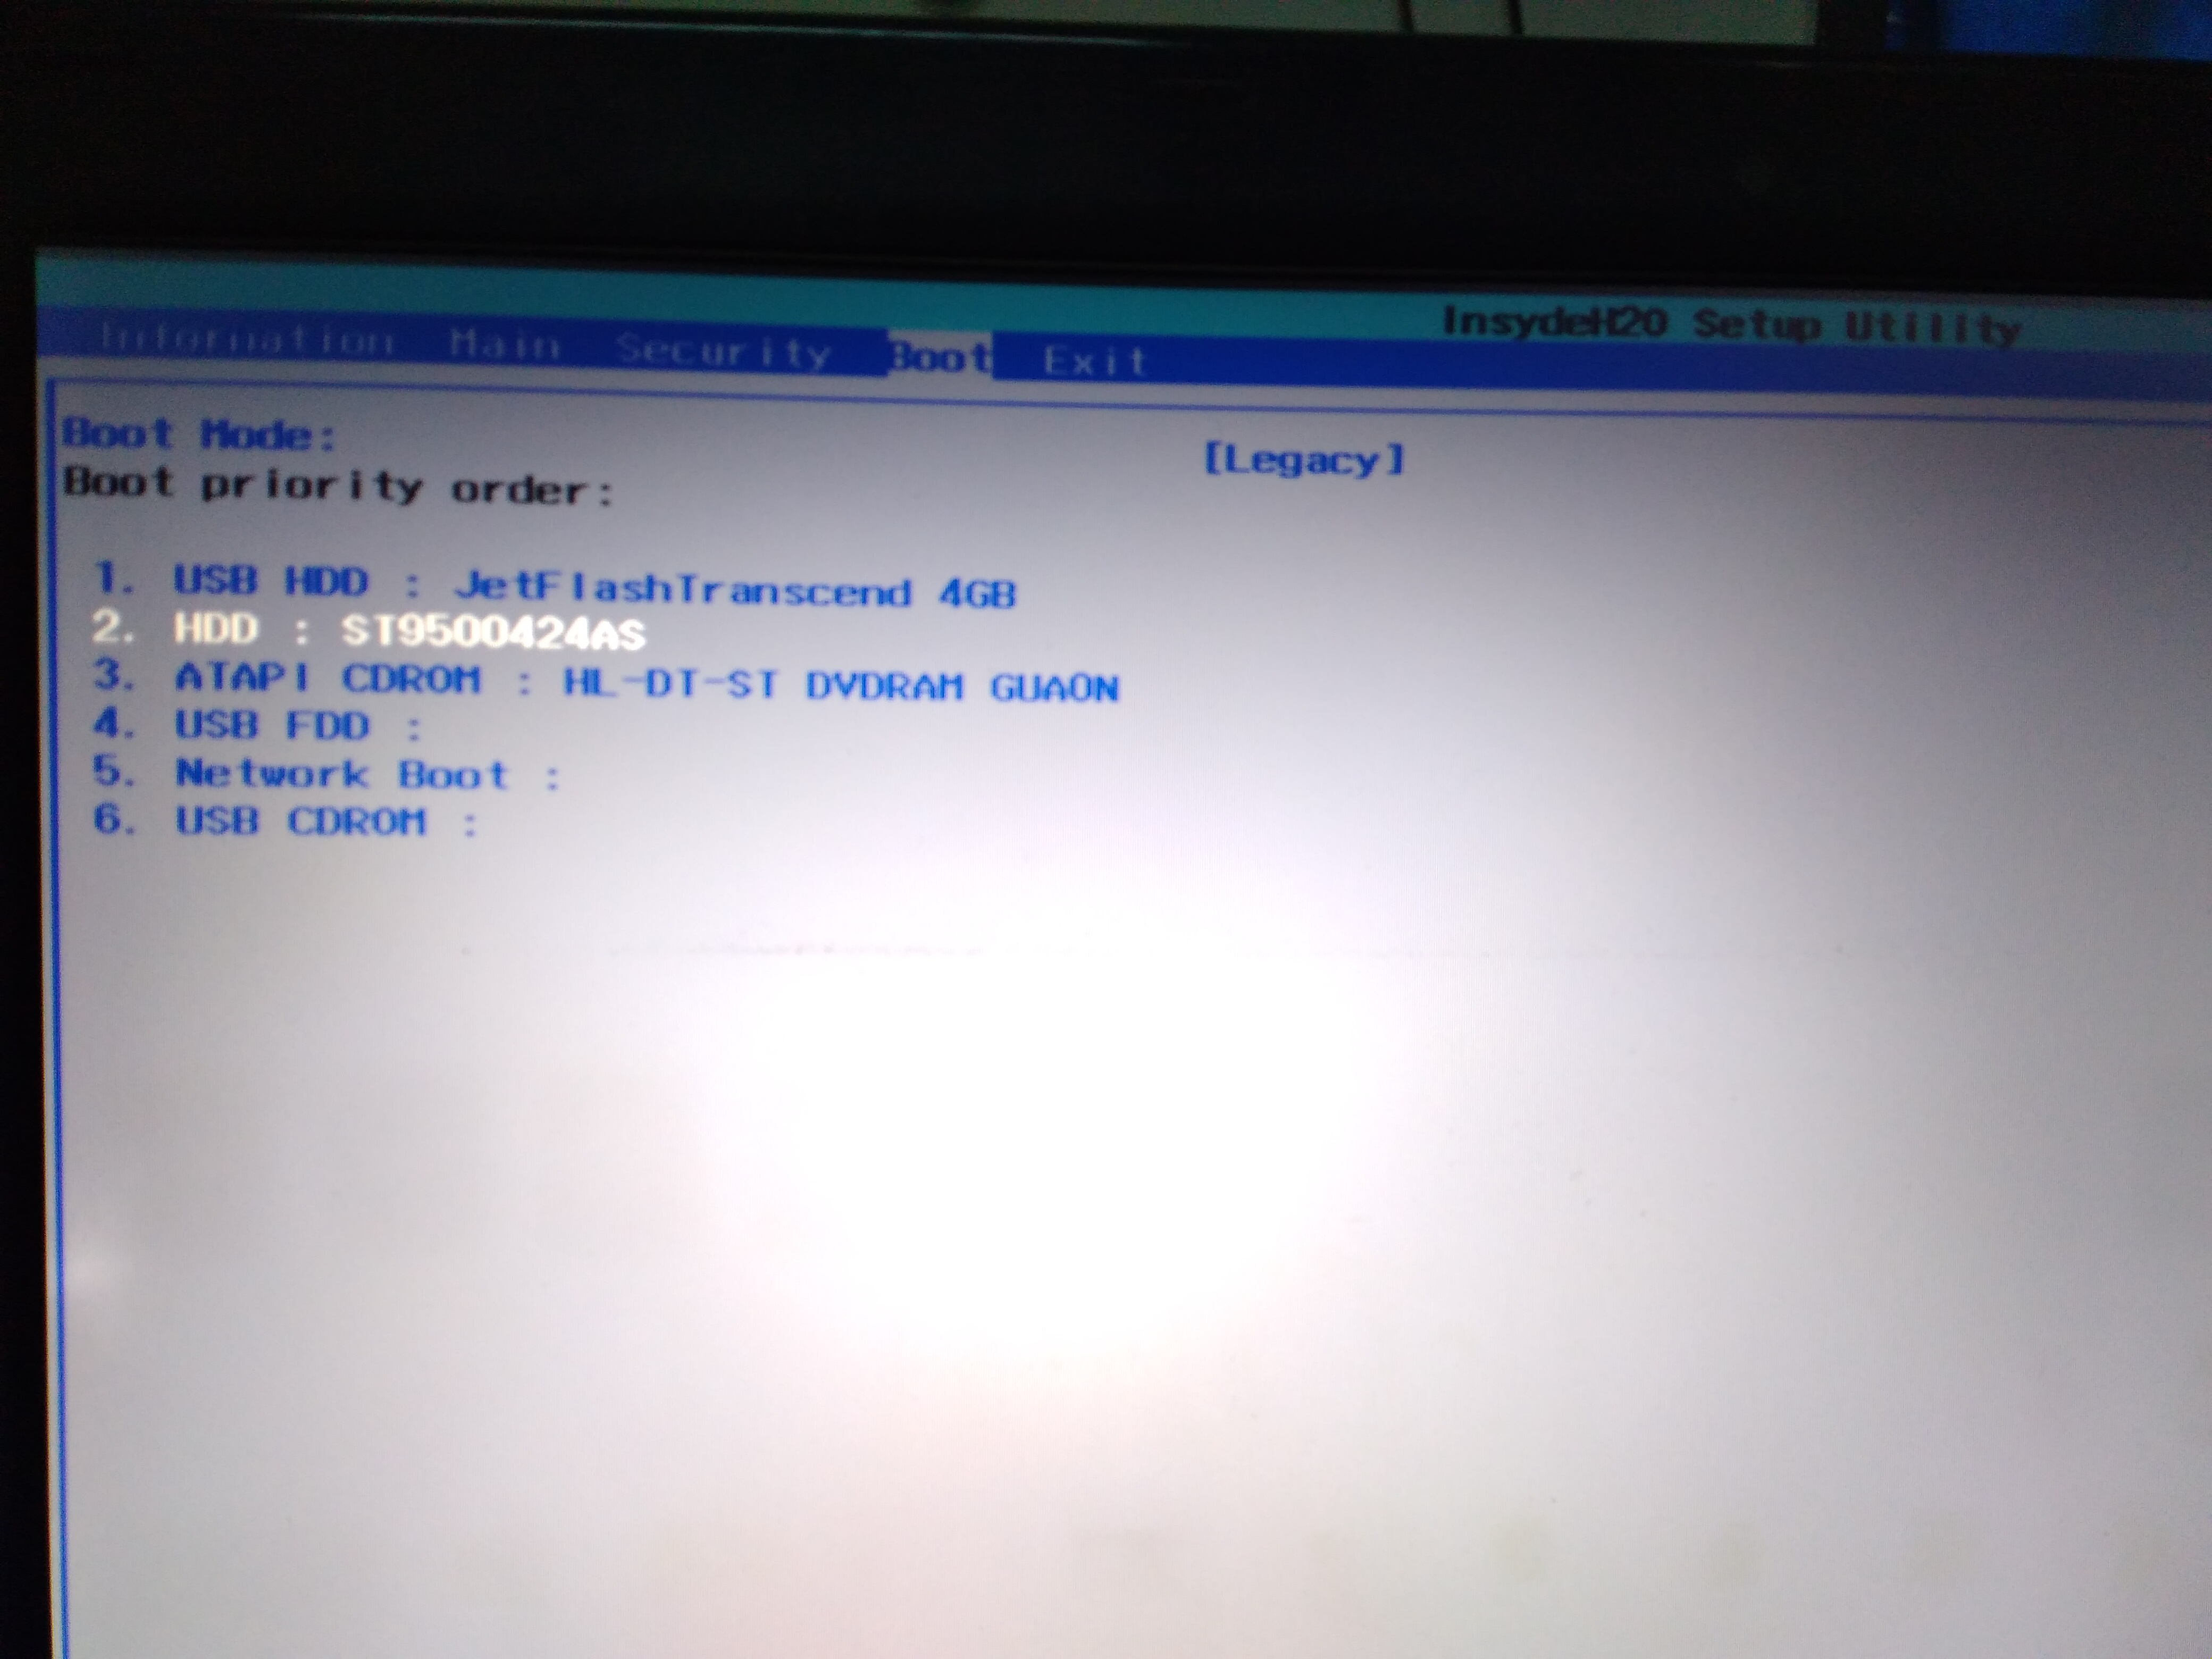 InsydeH20 Setup Utility
Information Main Security Boot Exit
Boot Mode: [Legacy]
Boot priority order:
1. USB HDD : JetFlashTranscend 4GB
2. HDD : ST9500424AS
3. ATAPI CDROM : HL-DT-ST DVDRAM GUA0N
4. USB FDD :
5. Network Boot :
6. USB CDROM :